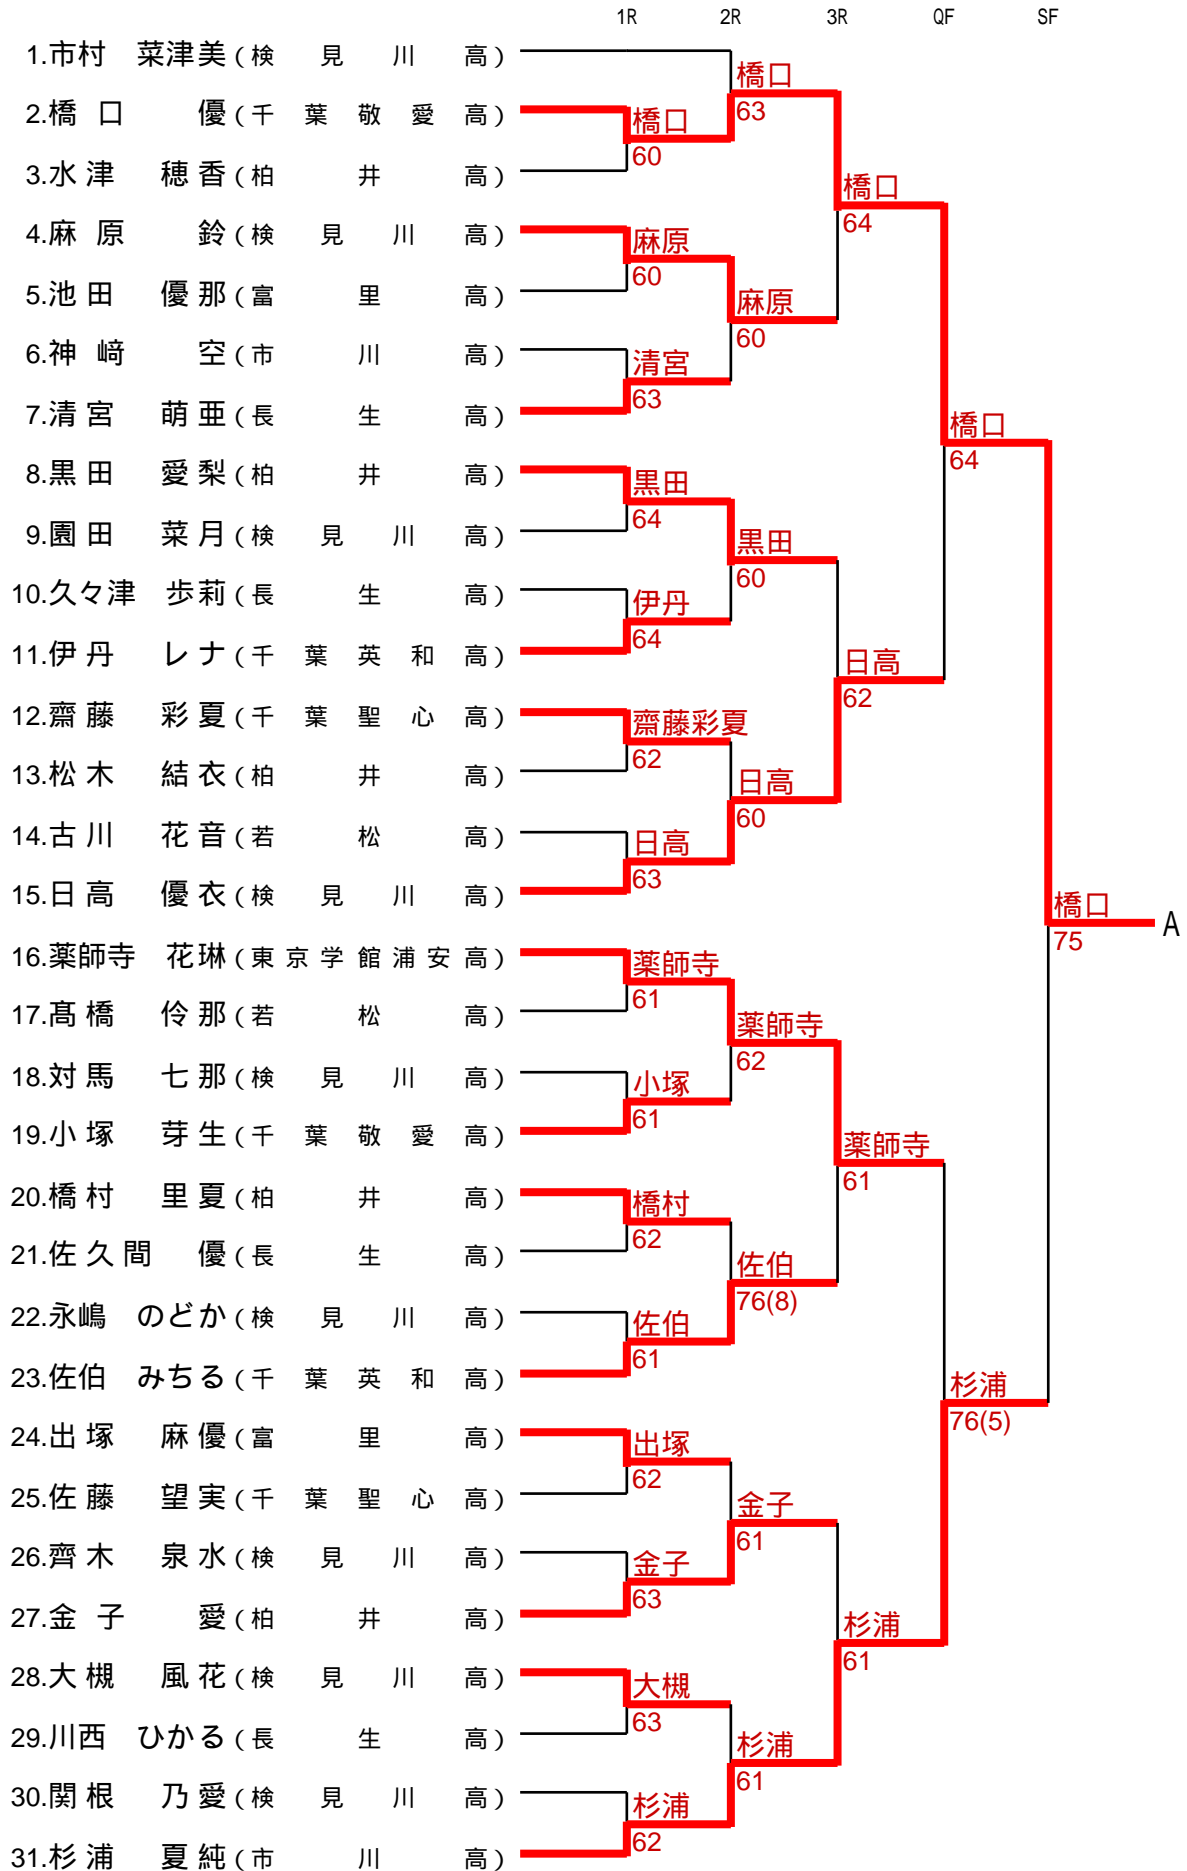 1R 2R 3R QF SF
1.市村 菜津美(検見川高)
橋口
2.橋口 優(千葉敬愛高)
63
橋口
60
3.水津 穂香(柏井高)
橋口
64
4.麻原 鈴(検見川高)
麻原
60
5.池田 優那(富里高)
麻原
60
6.神﨑 空(市川高)
清宮
63
7.清宮 萌亜(長生高)
橋口
64
8.黒田 愛梨(柏井高)
黒田
64
9.園田 菜月(検見川高)
黒田
60
10.久々津 歩莉(長生高)
伊丹
64
11.伊丹 レナ(千葉英和高)
日高
62
12.齋藤 彩夏(千葉聖心高)
齋藤彩夏
62
13.松木 結衣(柏井高)
日高
60
14.古川 花音(若松高)
日高
63
15.日高 優衣(検見川高)
橋口
75
A
16.薬師寺 花琳(東京学館浦安高)
薬師寺
61
17.髙橋 伶那(若松高)
薬師寺
62
18.対馬 七那(検見川高)
小塚
61
19.小塚 芽生(千葉敬愛高)
薬師寺
61
20.橋村 里夏(柏井高)
橋村
62
21.佐久間 優(長生高)
佐伯
76(8)
22.永嶋 のどか(検見川高)
佐伯
61
23.佐伯 みちる(千葉英和高)
杉浦
76(5)
24.出塚 麻優(富里高)
出塚
62
25.佐藤 望実(千葉聖心高)
金子
61
26.齊木 泉水(検見川高)
金子
63
27.金子 愛(柏井高)
杉浦
61
28.大槻 風花(検見川高)
大槻
63
29.川西 ひかる(長生高)
杉浦
61
30.関根 乃愛(検見川高)
杉浦
62
31.杉浦 夏純(市川高)